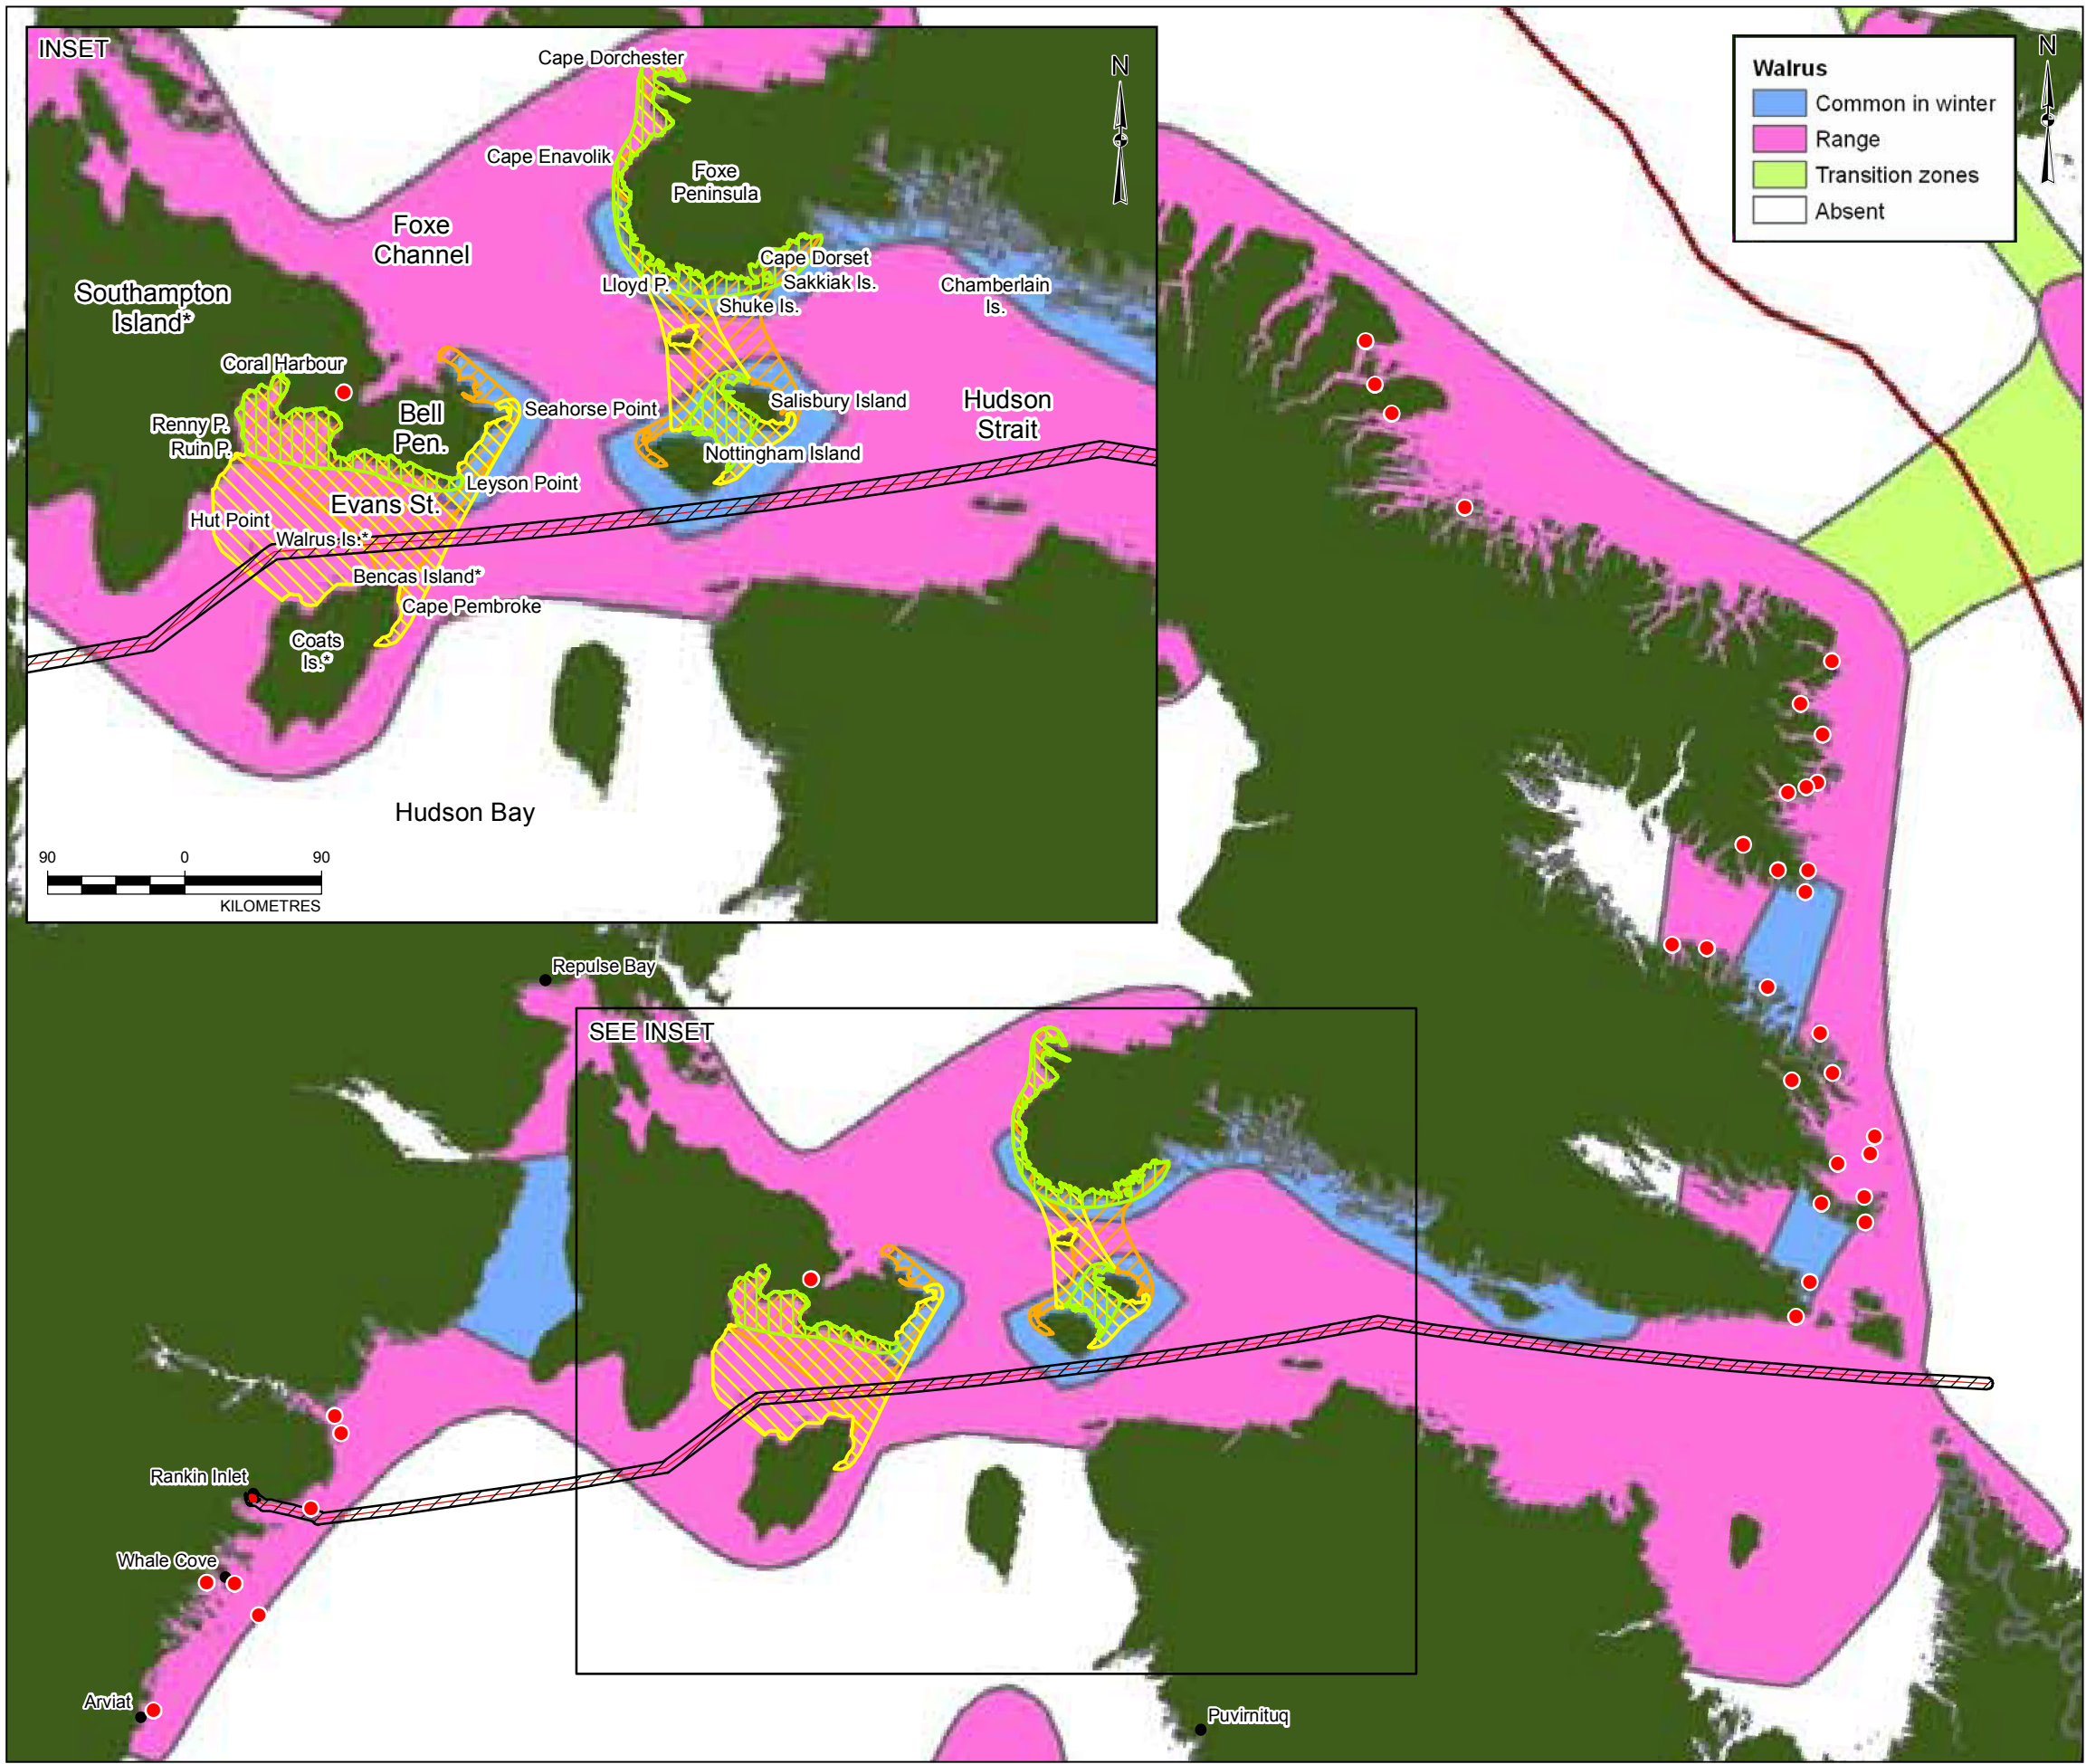 INSET
Cape Dorchester
N
Cape Enavolik
Foxe
Peninsula
Foxe
Channel
Cape Dorset
Lloyd P.
Sakkiak Is.
Shuke Is.
Chamberlain
Is.
Southampton
Island*
Coral Harbour
Bell
Pen.
Seahorse Point
Salisbury Island
Hudson
Strait
Renny P.
Ruin P.
Nottingham Island
Leyson Point
Evans St.
Hut Point
Walrus Is.*
Bencas Island*
Cape Pembroke
Coats
Is.*
Hudson Bay
90 0 90
KILOMETRES
Walrus
Common in winter
Range
Transition zones
Absent
N
Repulse Bay
SEE INSET
Rankin Inlet
Whale Cove
Arviat
Puvirnituq